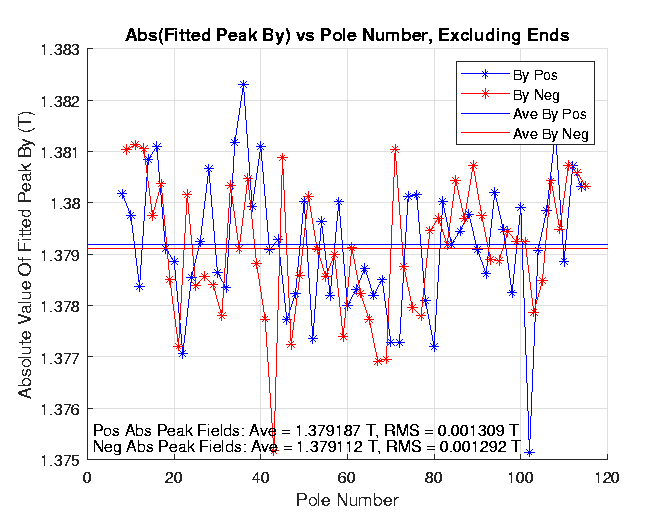 Abs(Fitted Peak By) vs Pole Number, Excluding Ends
1.383
1.382
1.381
1.38
1.379
1.378
1.377
1.376
1.375
Absolute Value Of Fitted Peak By (T)
By Pos
By Neg
Ave By Pos
Ave By Neg
Pos Abs Peak Fields: Ave = 1.379187 T, RMS = 0.001309 T
Neg Abs Peak Fields: Ave = 1.379112 T, RMS = 0.001292 T
0 20 40 60 80 100 120
Pole Number